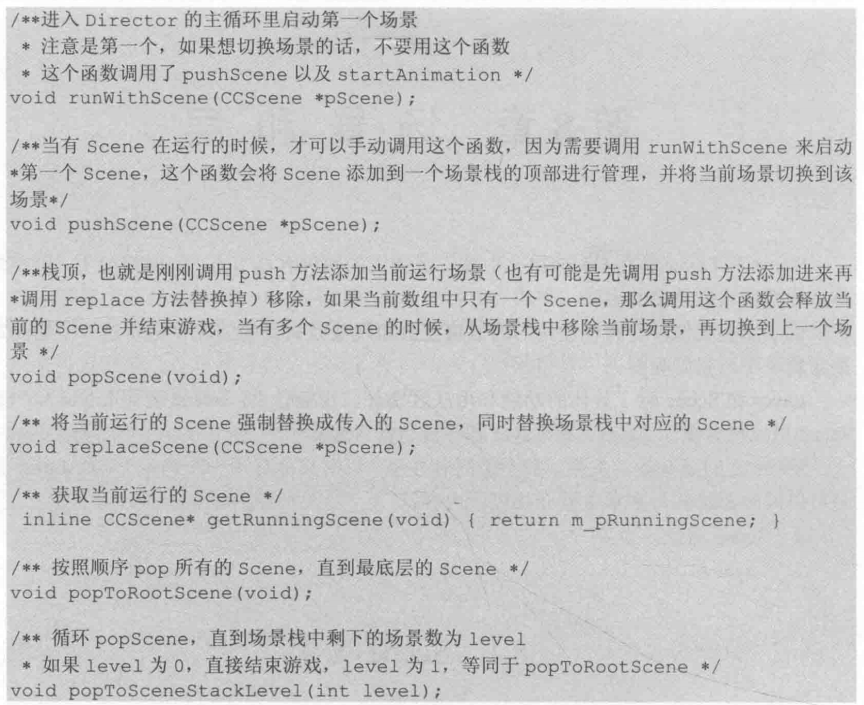 /**进入 Director 的主循环里启动第一个场景
* 注意是第一个，如果想切换场景的话，不要用这个函数
* 这个函数调用了 pushScene 以及 startAnimation */
void runWithScene(CCScene *pScene);
/**当有 Scene 在运行的时候，才可以手动调用这个函数，因为需要调用 runWithScene 来启动
*第一个 Scene，这个函数会将 Scene 添加到一个场景栈的顶部进行管理，并将当前场景切换到该
场景*/
void pushScene(CCScene *pScene);
/**栈顶，也就是刚刚调用 push 方法添加当前运行场景（也有可能是先调用 push 方法添加进来再
*调用 replace 方法替换掉）移除，如果当前数组中只有一个 Scene，那么调用这个函数会释放当
前的 Scene 并结束游戏，当有多个 Scene 的时候，从场景栈中移除当前场景，再切换到上一个场
景 */
void popScene(void);
/** 将当前运行的 Scene 强制替换成传入的 Scene，同时替换场景栈中对应的 Scene */
void replaceScene(CCScene *pScene);
/** 获取当前运行的 Scene */
inline CCScene* getRunningScene(void) { return m_pRunningScene; }
/** 按照顺序 pop 所有的 Scene，直到最底层的 Scene */
void popToRootScene(void);
/** 循环 popScene，直到场景栈中剩下的场景数为 level
* 如果 level 为 0，直接结束游戏，level 为 1，等同于 popToRootScene */
void popToSceneStackLevel(int level);